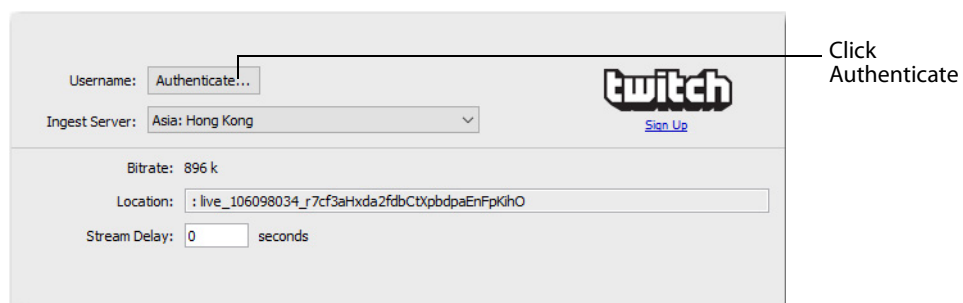 Click
Authenticate
Username: Authenticate...
twitch
Ingest Server: Asia: Hong Kong
Sign Up
Bitrate: 896 k
Location: : live_106098034_r7cf3aHxda2fdbCtXpbdpaEnFpKihO
Stream Delay: 0 seconds